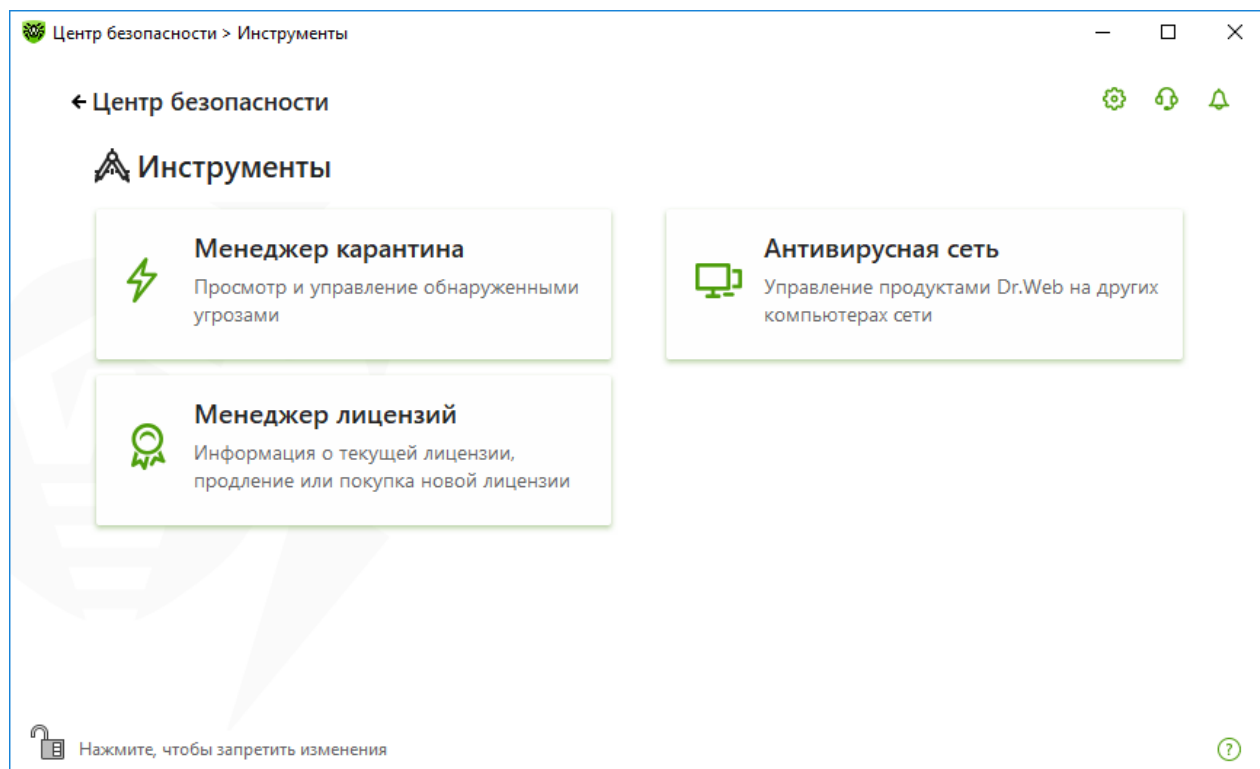 Центр безопасности > Инструменты
Центр безопасности
Инструменты
Менеджер карантина
Просмотр и управление обнаруженными
угрозами
Антивирусная сеть
Управление продуктами Dr.Web на других
компьютерах сети
Менеджер лицензий
Информация о текущей лицензии,
продление или покупка новой лицензии
Нажмите, чтобы запретить изменения
?